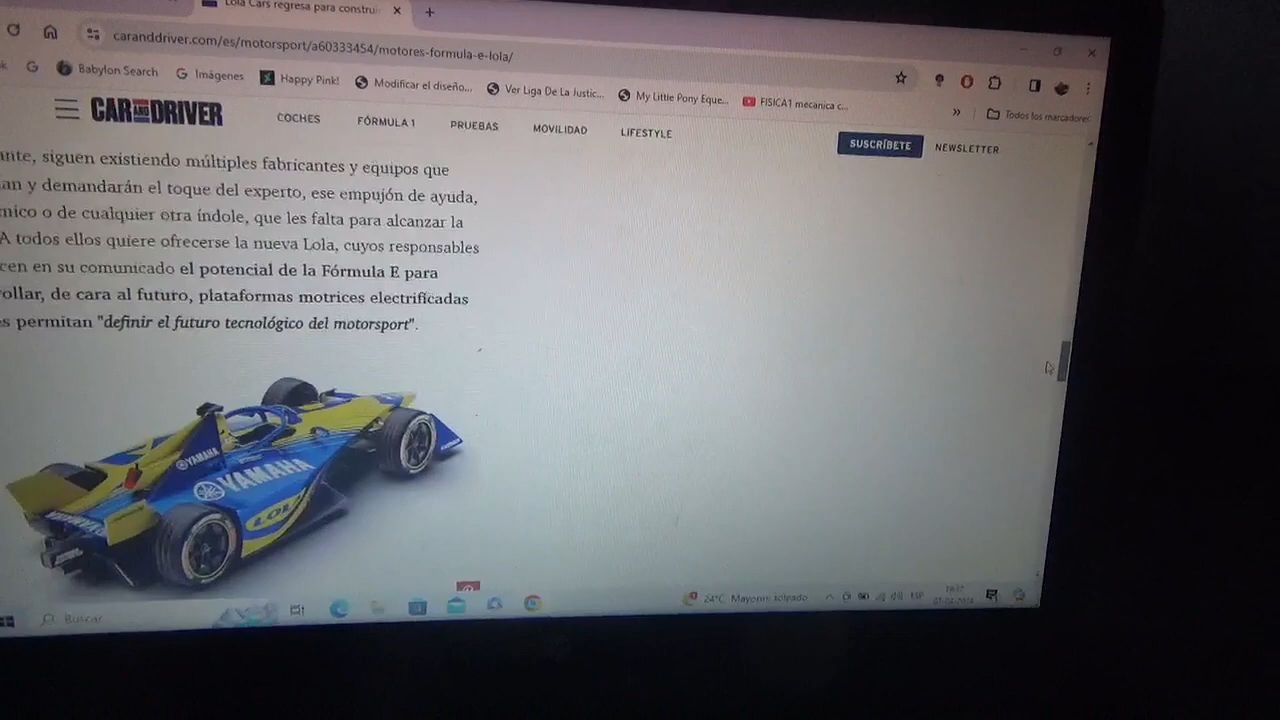 Lola Cars regresa para constru
caranddriver.com/es/motorsport/a60333454/motores-formula-e-lola/
Babylon Search
Imágenes
Happy Pink!
Modificar el diseño...
Ver Liga De La Justic...
My Little Pony Eque...
FISICA1 mecanica c...
Todos los marcadores
CAR AND DRIVER
COCHES
FÓRMULA 1
PRUEBAS
MOVILIDAD
LIFESTYLE
SUSCRÍBETE
NEWSLETTER
ante, siguen existiendo múltiples fabricantes y equipos que
an y demandarán el toque del experto, ese empujón de ayuda,
mico o de cualquier otra índole, que les falta para alcanzar la
A todos ellos quiere ofrecerse la nueva Lola, cuyos responsables
cen en su comunicado el potencial de la Fórmula E para
ollar, de cara al futuro, plataformas motrices electrificadas
s permitan "definir el futuro tecnológico del motorsport".
YAMAHA
YAMAHA
LOLA
Buscar
24°C Mayorm. soleado
ESP